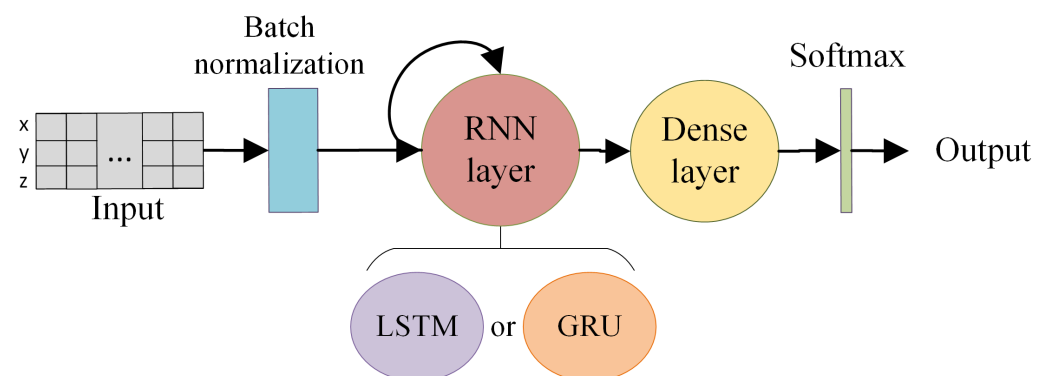 Batch
normalization
Softmax
x
y
z
...
Input
RNN
layer
Dense
layer
Output
LSTM
or
GRU